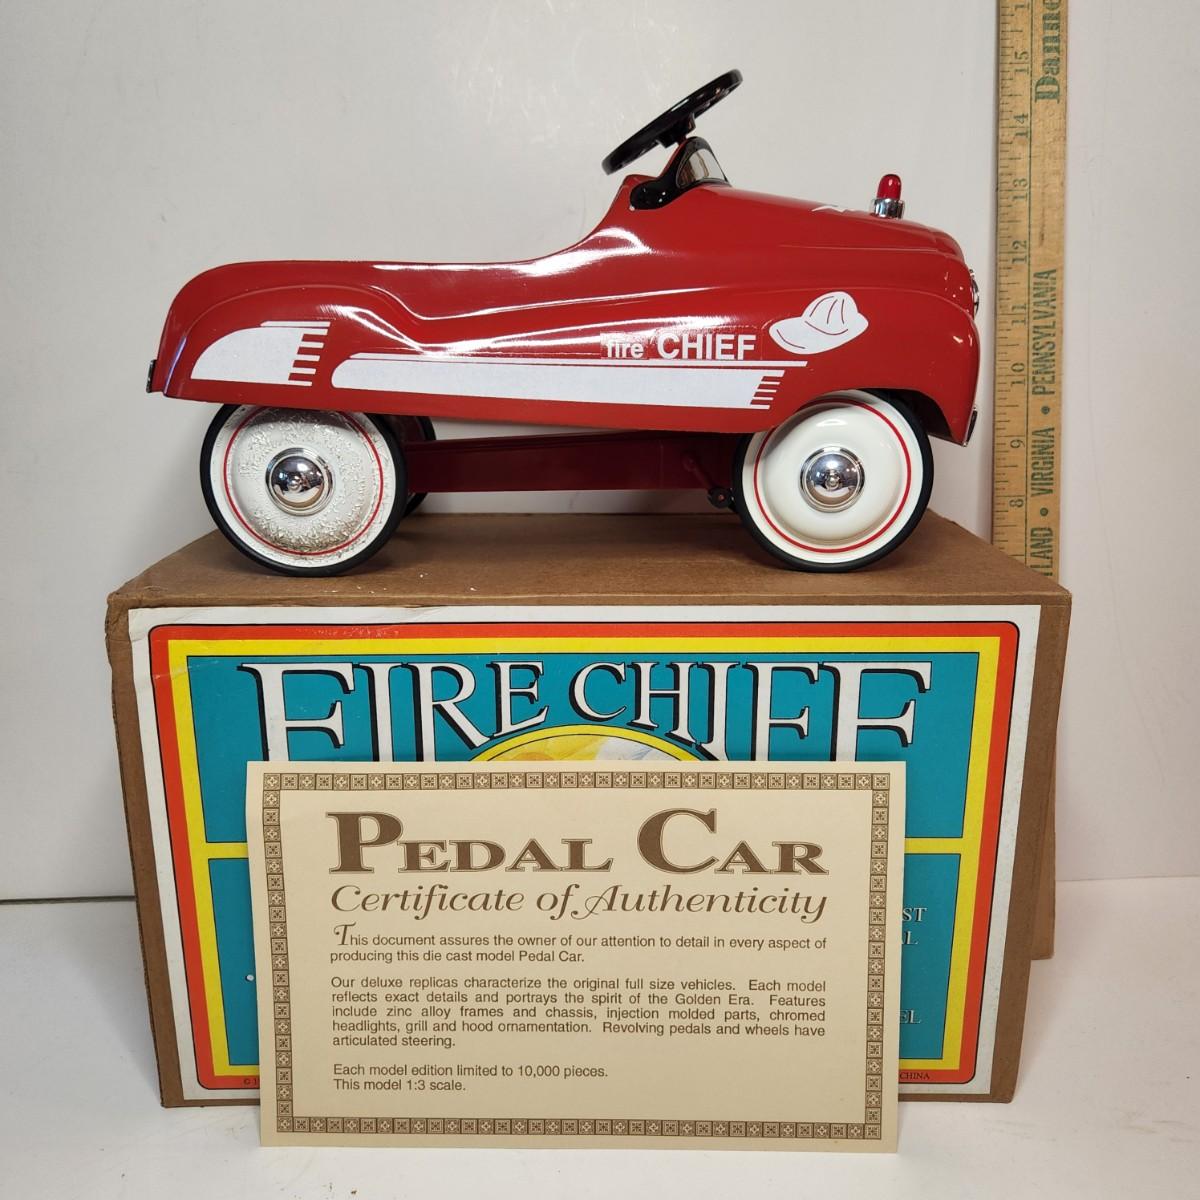 fire CHIEF
15
14
13
12
11
10
9
8
VIRGINIA • PENNSYLVANIA
FIRE CHIEF
PEDAL CAR
Certificate of Authenticity
This document assures the owner of our attention to detail in every aspect of
producing this die cast model Pedal Car.
Our deluxe replicas characterize the original full size vehicles. Each model
reflects exact details and portrays the spirit of the Golden Era. Features
include zinc alloy frames and chassis, injection molded parts, chromed
headlights, grill and hood ornamentation. Revolving pedals and wheels have
articulated steering.
Each model edition limited to 10,000 pieces.
This model 1:3 scale.
CHINA